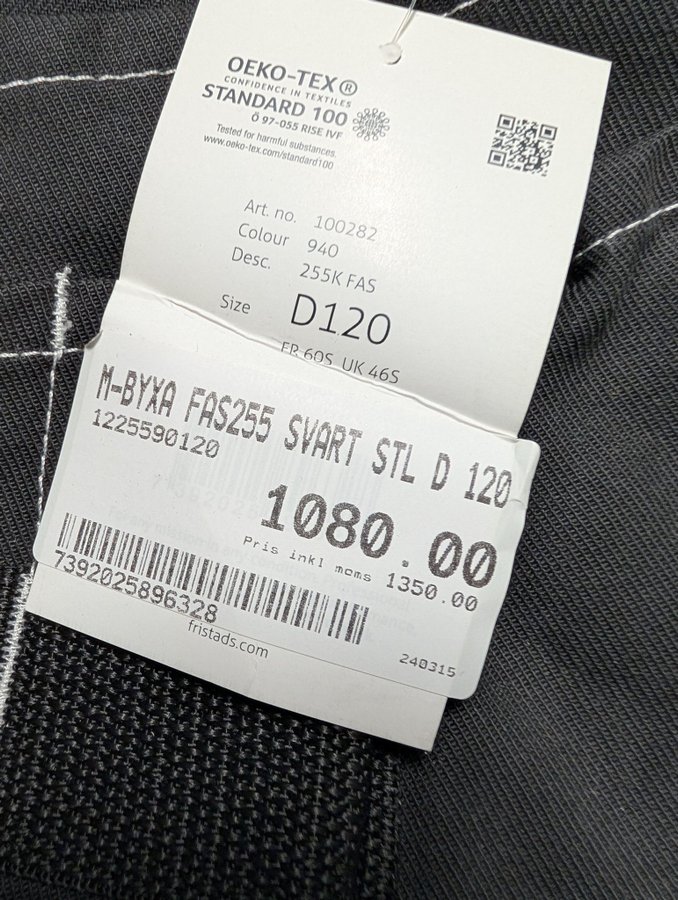 OEKO-TEX®
CONFIDENCE IN TEXTILES
STANDARD 100
Ö 97-055 RISE IVF
Tested for harmful substances.
www.oeko-tex.com/standard100
Art. no. 100282
Colour 940
Desc. 255K FAS
Size D120
FR 60S UK 46S
M-BYXA FAS255 SVART STL D 120
1225590120
1080.00
Pris inkl moms 1350.00
7392025896328
240315
fristads.com